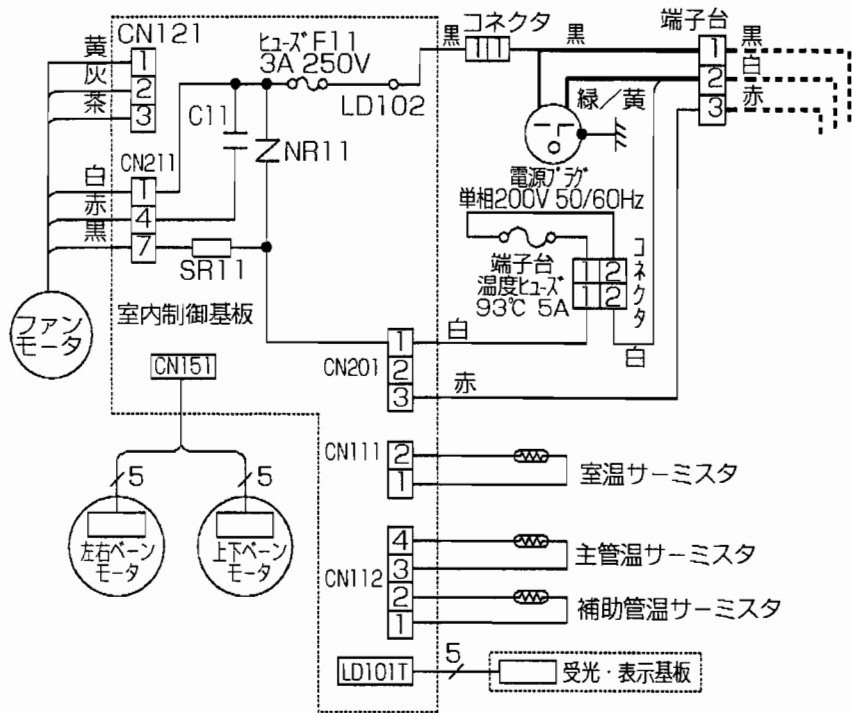 黄 CN121
灰 1
茶 2
3
ヒューズ F11
3A 250V
LD102
黒 コネクタ 黒
1 1
端子台
1 黒
2 白
3 赤
緑/黄
電源プラグ
単相200V 50/60Hz
C11
NR11
CN211
白 1
赤 4
黒 7
SR11
ファン
モータ
室内制御基板
端子台
温度ヒューズ
93℃ 5A
1 2
1 2
コネクタ
白
白
赤
CN201
1
2
3
CN151
5
5
左右ベーン
モータ
上下ベーン
モータ
CN111
2
1
室温サーミスタ
CN112
4
3
2
1
主管温サーミスタ
補助管温サーミスタ
LD101T
5
受光・表示基板